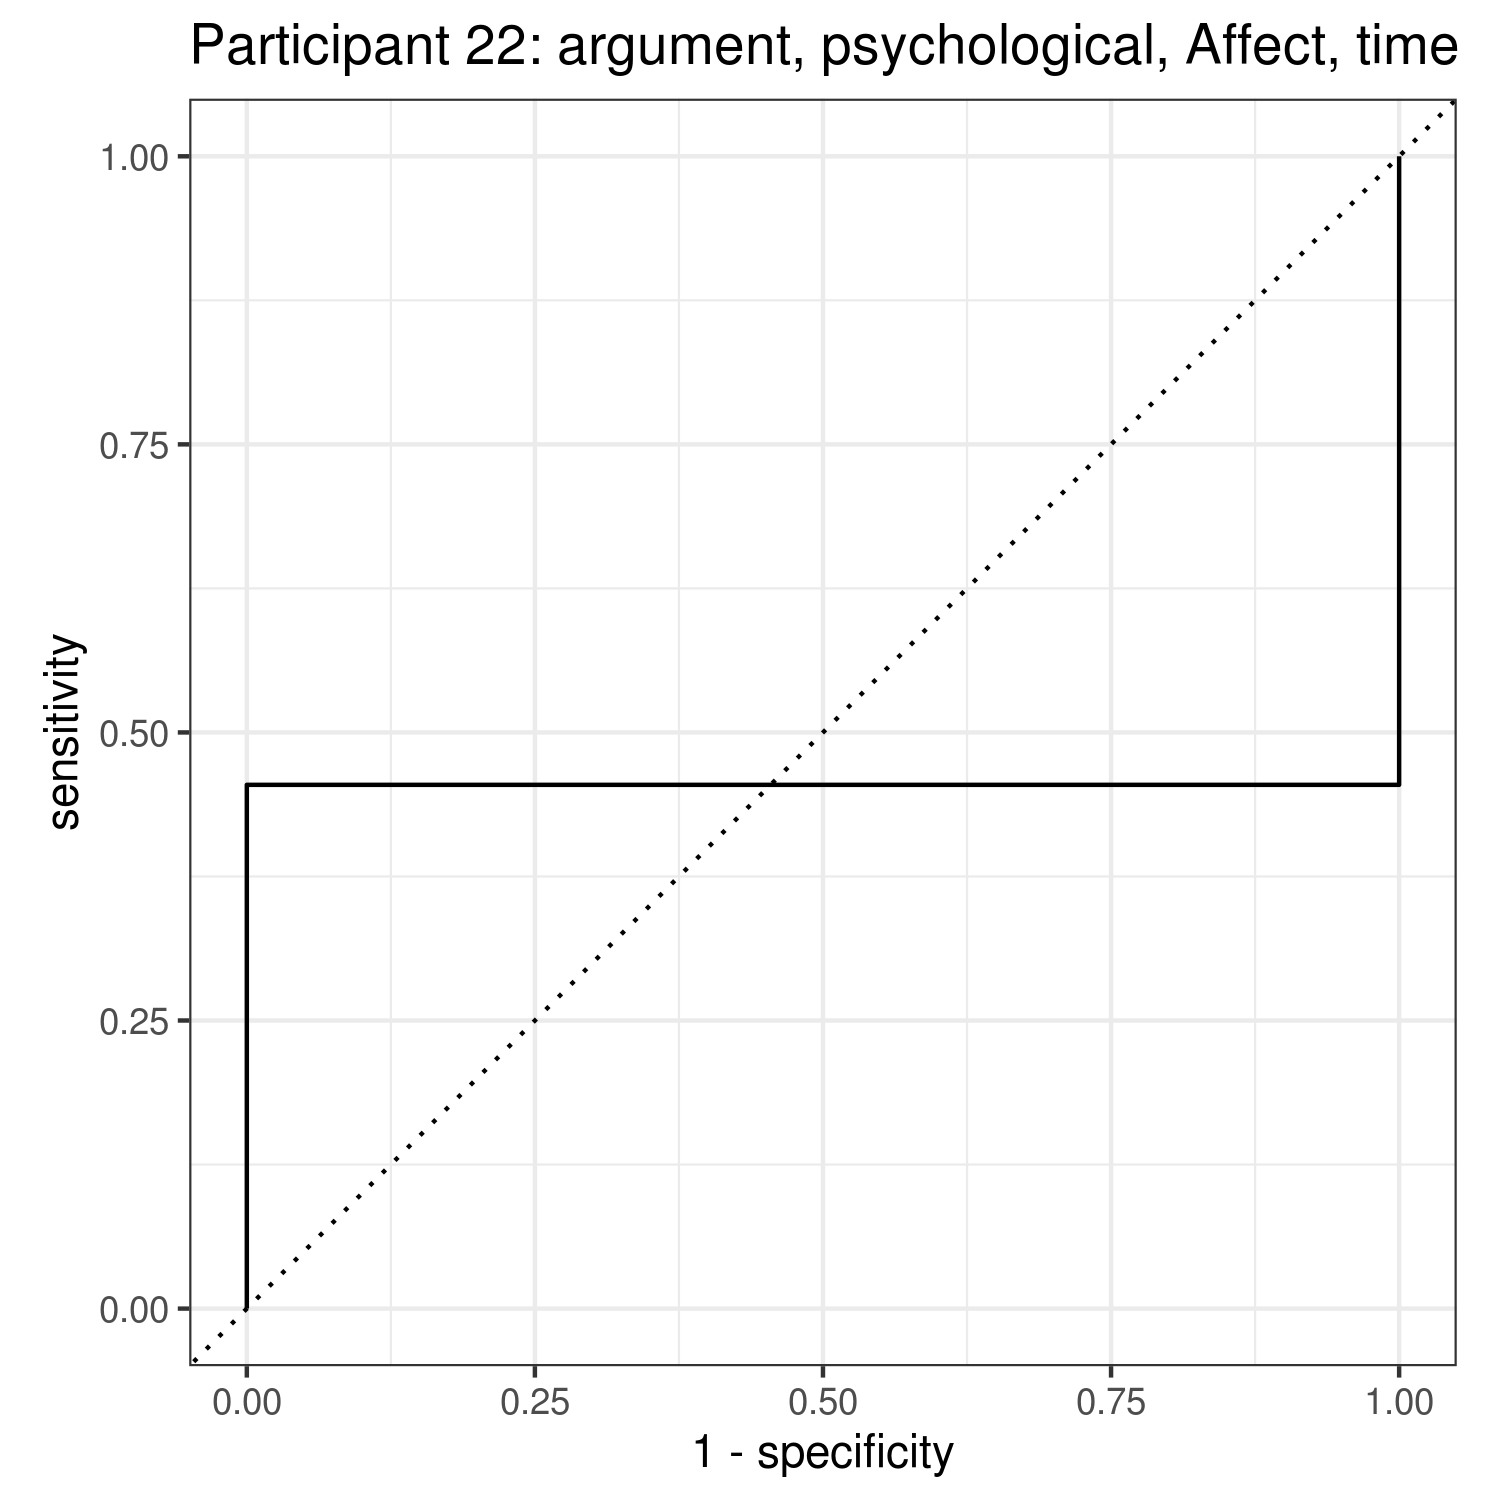 Participant 22: argument, psychological, Affect, time
1.00
0.75
0.50
0.25
0.00
sensitivity
0.00 0.25 0.50 0.75 1.00
1 - specificity